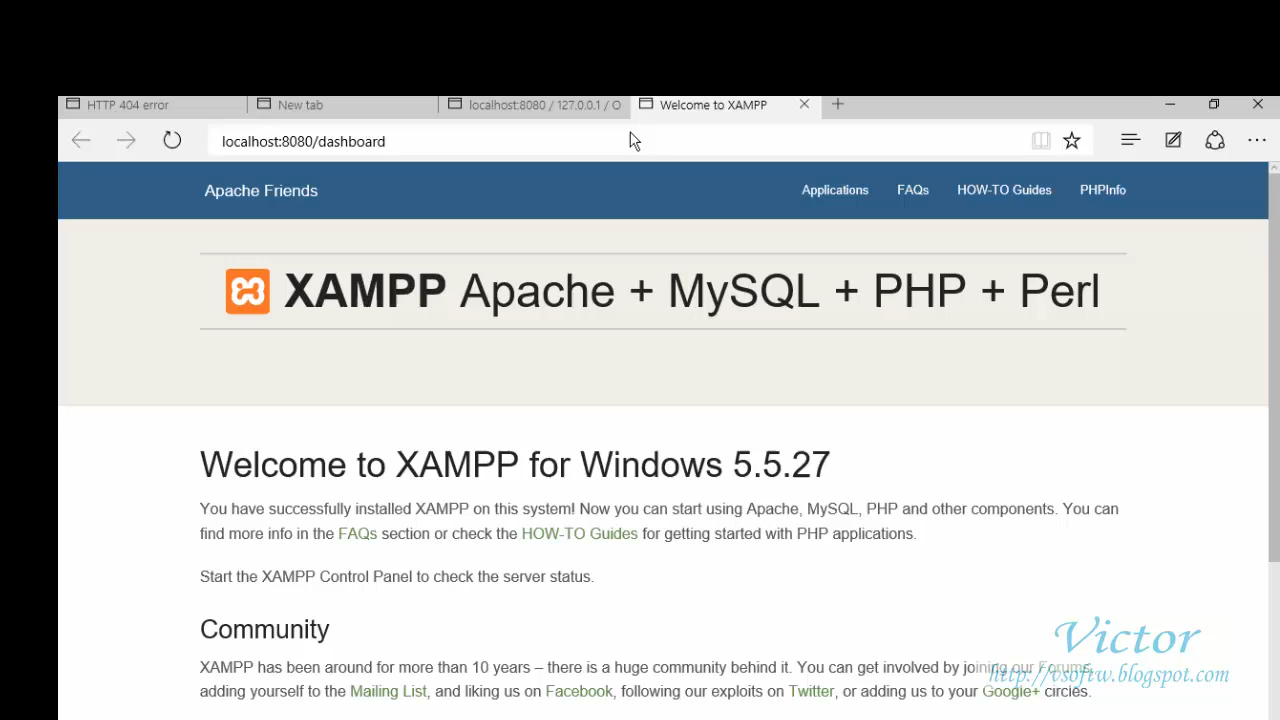 HTTP 404 error
New tab
localhost:8080 / 127.0.0.1 / O
Welcome to XAMPP
localhost:8080/dashboard
Apache Friends
Applications
FAQs
HOW-TO Guides
PHPInfo
XAMPP Apache + MySQL + PHP + Perl
Welcome to XAMPP for Windows 5.5.27
You have successfully installed XAMPP on this system! Now you can start using Apache, MySQL, PHP and other components. You can
find more info in the FAQs section or check the HOW-TO Guides for getting started with PHP applications.
Start the XAMPP Control Panel to check the server status.
Community
XAMPP has been around for more than 10 years – there is a huge community behind it. You can get involved by joining our Forums,
adding yourself to the Mailing List, and liking us on Facebook, following our exploits on Twitter, or adding us to your Google+ circles.
Victor
http://vsoftw.blogspot.com